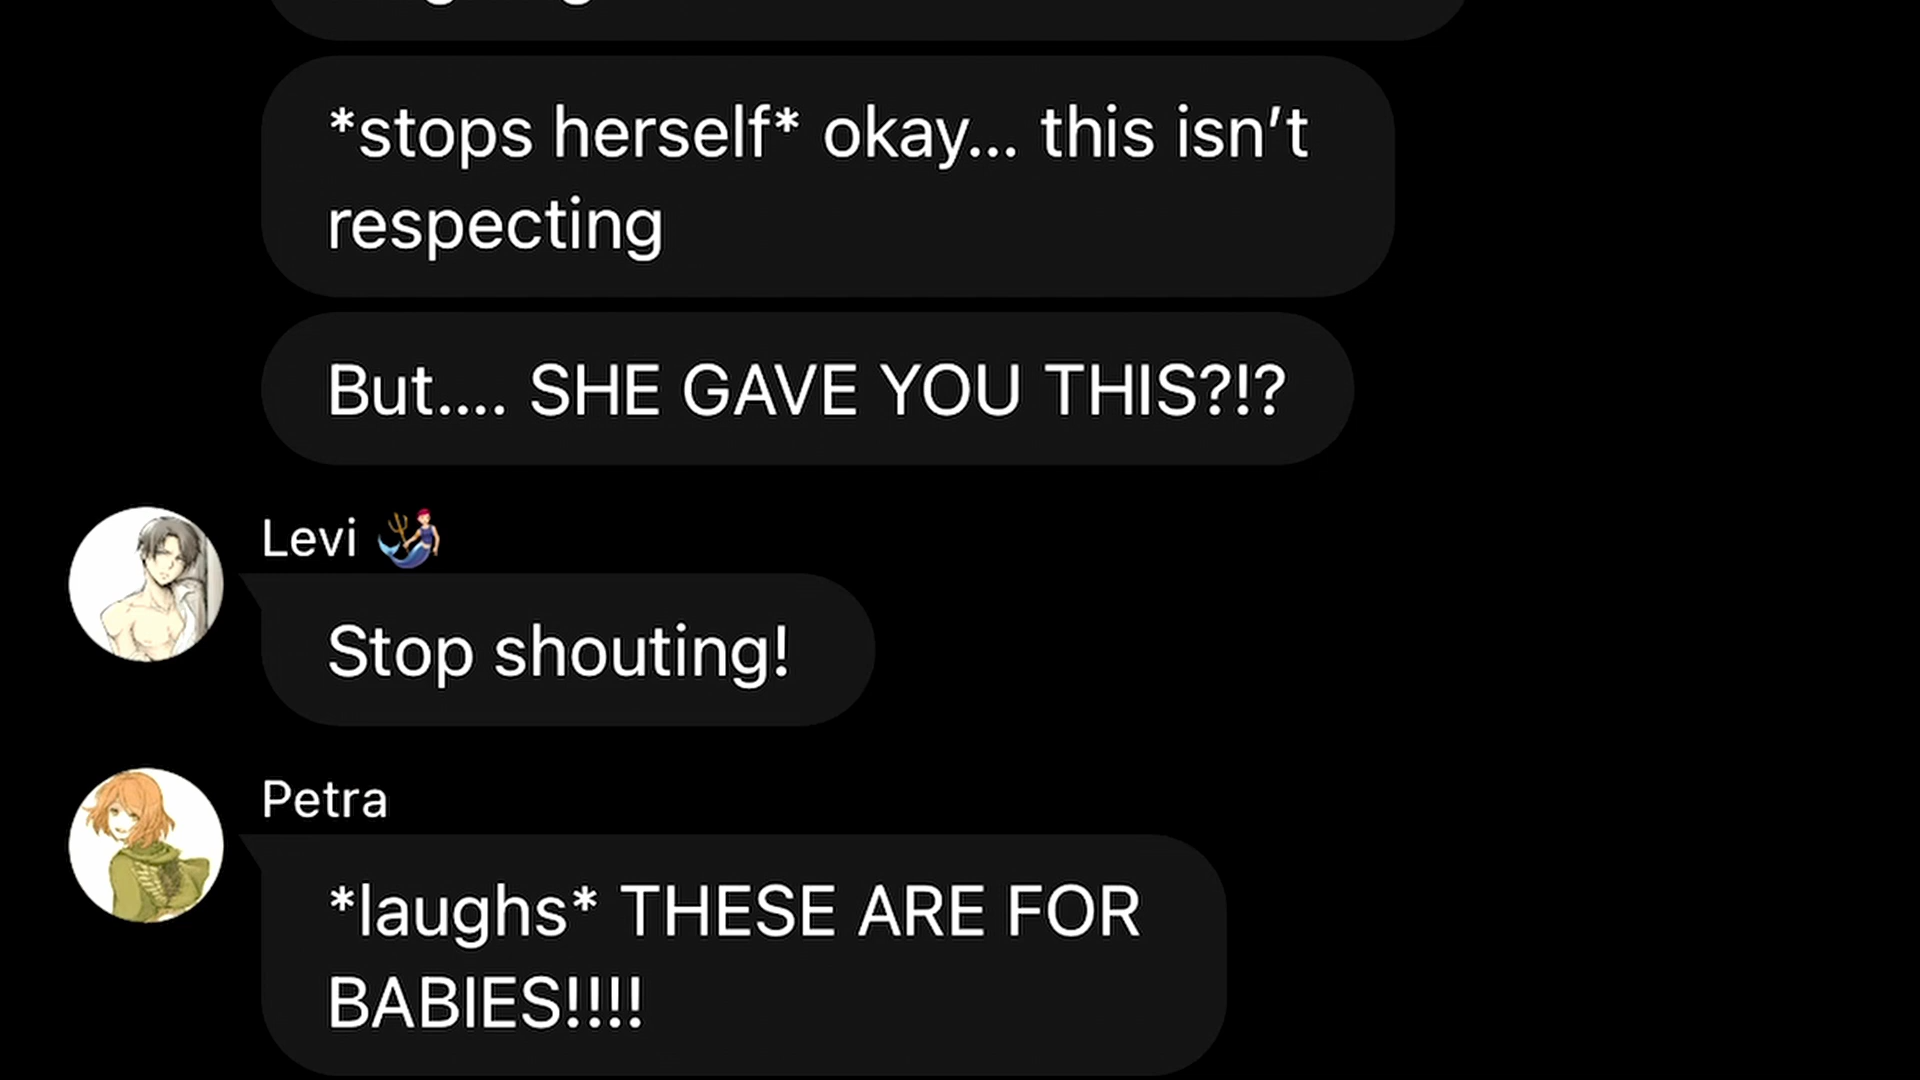 *stops herself* okay... this isn’t
respecting
But.... SHE GAVE YOU THIS?!?
Levi 🧜‍♂️
Stop shouting!
Petra
*laughs* THESE ARE FOR
BABIES!!!!